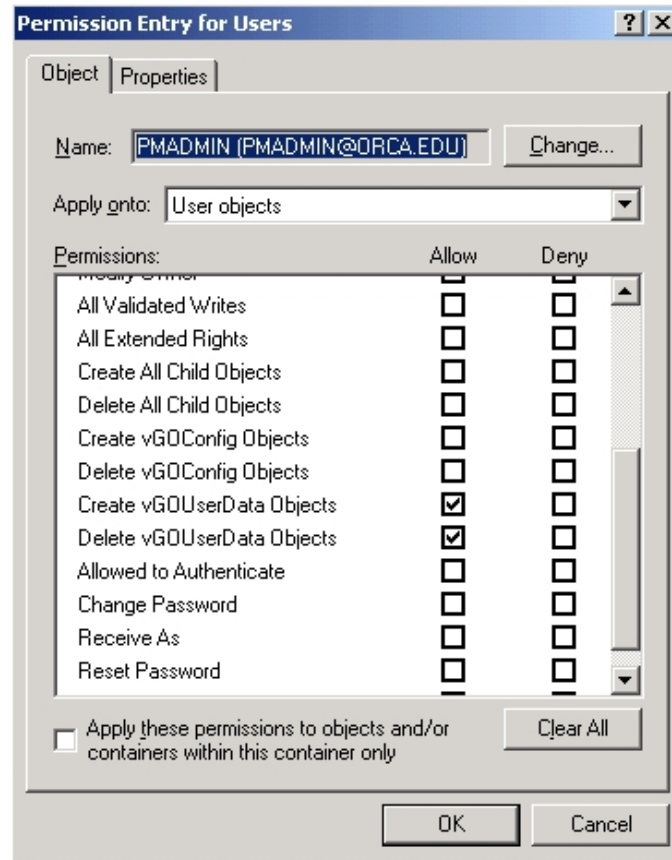 Permission Entry for Users
Object Properties
Name: PMADMIN (PMADMIN@ORCA.EDU) Change...
Apply onto: User objects
Permissions: Allow Deny
Modify Owner
All Validated Writes
All Extended Rights
Create All Child Objects
Delete All Child Objects
Create vGOConfig Objects
Delete vGOConfig Objects
Create vGOUserData Objects
Delete vGOUserData Objects
Allowed to Authenticate
Change Password
Receive As
Reset Password
Apply these permissions to objects and/or
containers within this container only
Clear All
OK Cancel